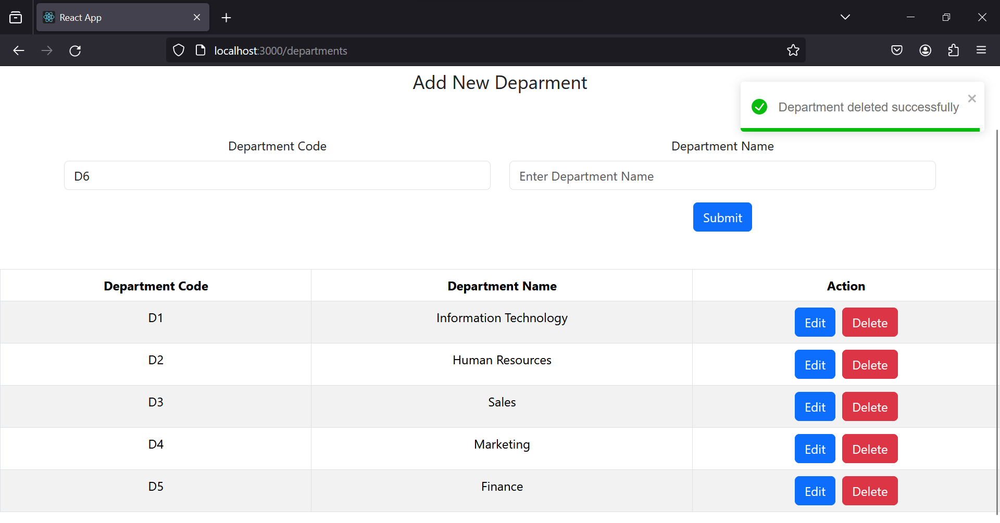 React App
localhost:3000/departments
Add New Deparment
Department deleted successfully
Department Code
Department Name
D6
Enter Department Name
Submit
Department Code Department Name Action
D1 Information Technology Edit Delete
D2 Human Resources Edit Delete
D3 Sales Edit Delete
D4 Marketing Edit Delete
D5 Finance Edit Delete